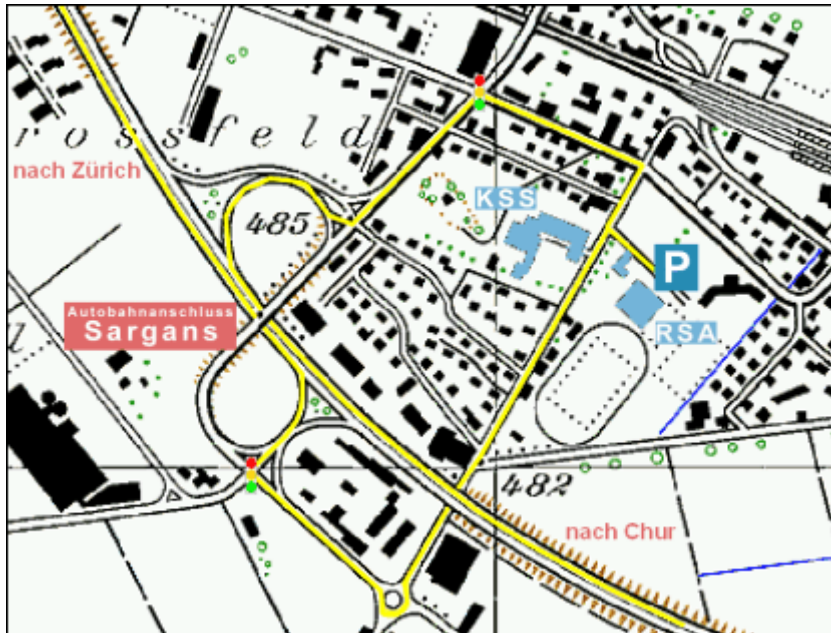 rossfeld
nach Zürich
KSS
485
P
Autobahnanschluss
Sargans
RSA
482
nach Chur